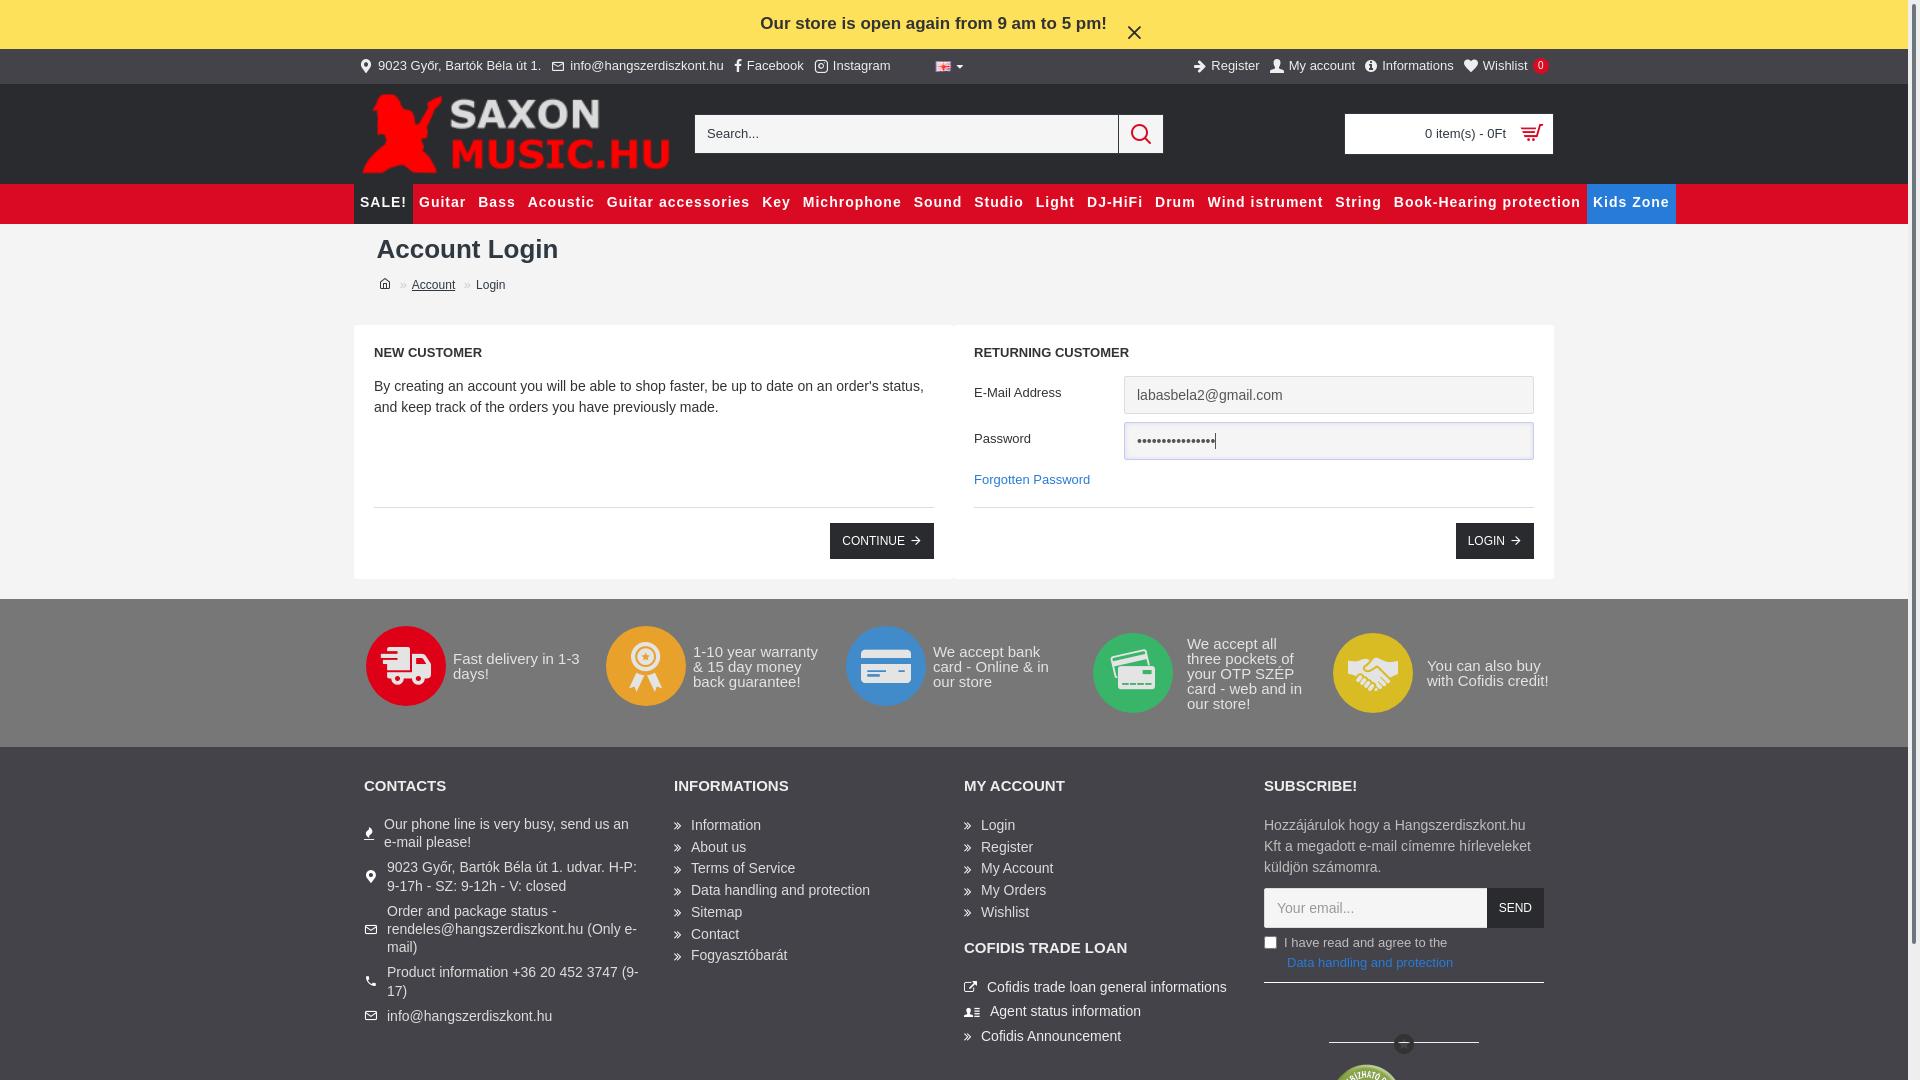 Our store is open again from 9 am to 5 pm!
9023 Győr, Bartók Béla út 1. info@hangszerdiszkont.hu Facebook Instagram Register My account Informations Wishlist 0
SAXON
MUSIC.HU
Search...
0 item(s) - 0Ft
SALE! Guitar Bass Acoustic Guitar accessories Key Michrophone Sound Studio Light DJ-HiFi Drum Wind istrument String Book-Hearing protection Kids Zone
Account Login
» Account » Login
NEW CUSTOMER
By creating an account you will be able to shop faster, be up to date on an order's status,
and keep track of the orders you have previously made.
CONTINUE
RETURNING CUSTOMER
E-Mail Address
labasbela2@gmail.com
Password
••••••••••••••••
Forgotten Password
LOGIN
Fast delivery in 1-3
days!
1-10 year warranty
& 15 day money
back guarantee!
We accept bank
card - Online & in
our store
We accept all
three pockets of
your OTP SZÉP
card - web and in
our store!
You can also buy
with Cofidis credit!
CONTACTS
Our phone line is very busy, send us an
e-mail please!
9023 Győr, Bartók Béla út 1. udvar. H-P:
9-17h - SZ: 9-12h - V: closed
Order and package status -
rendeles@hangszerdiszkont.hu (Only e-
mail)
Product information +36 20 452 3747 (9-
17)
info@hangszerdiszkont.hu
INFORMATIONS
Information
About us
Terms of Service
Data handling and protection
Sitemap
Contact
Fogyasztóbarát
MY ACCOUNT
Login
Register
My Account
My Orders
Wishlist
COFIDIS TRADE LOAN
Cofidis trade loan general informations
Agent status information
Cofidis Announcement
SUBSCRIBE!
Hozzájárulok hogy a Hangszerdiszkont.hu
Kft a megadott e-mail címemre hírleveleket
küldjön számomra.
Your email...
SEND
I have read and agree to the
Data handling and protection